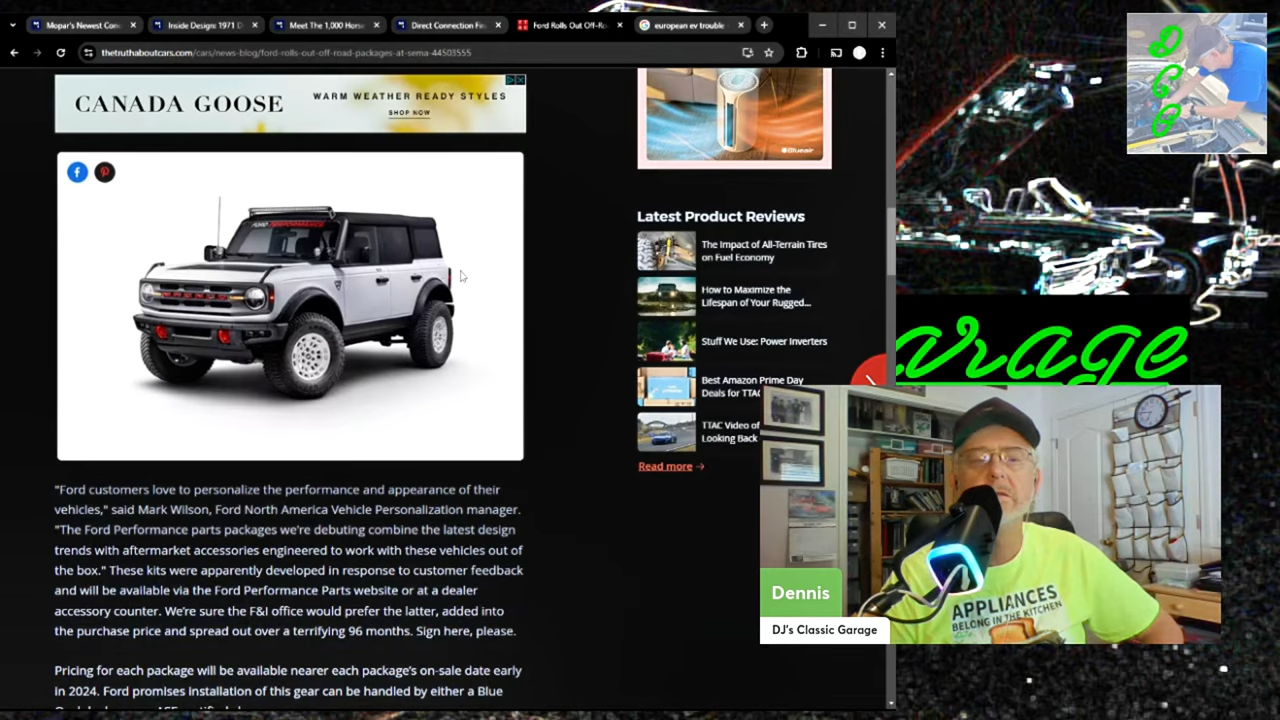 Mopar's Newest Conc
Inside Design: 1971 D
Meet The 1,000 Horse
Direct Connection Fi
Ford Rolls Out Off-Ro
european ev trouble
thetruthaboutcars.com/cars/news-blog/ford-rolls-out-off-road-packages-at-sema-44503555
CANADA GOOSE
WARM WEATHER READY STYLES
SHOP NOW
Blueair
FORD PERFORMANCE
Latest Product Reviews
The Impact of All-Terrain Tires
on Fuel Economy
How to Maximize the
Lifespan of Your Rugged...
Stuff We Use: Power Inverters
Best Amazon Prime Day
Deals for TTAC
TTAC Video of
Looking Back
Read more →
"Ford customers love to personalize the performance and appearance of their
vehicles," said Mark Wilson, Ford North America Vehicle Personalization manager.
"The Ford Performance parts packages we're debuting combine the latest design
trends with aftermarket accessories engineered to work with these vehicles out of
the box." These kits were apparently developed in response to customer feedback
and will be available via the Ford Performance Parts website or at a dealer
accessory counter. We're sure the F&I office would prefer the latter, added into
the purchase price and spread out over a terrifying 96 months. Sign here, please.
Pricing for each package will be available nearer each package's on-sale date early
in 2024. Ford promises installation of this gear can be handled by either a Blue
DGG
arage
Dennis
DJ's Classic Garage
APPLIANCES
BELONG IN THE KITCHEN